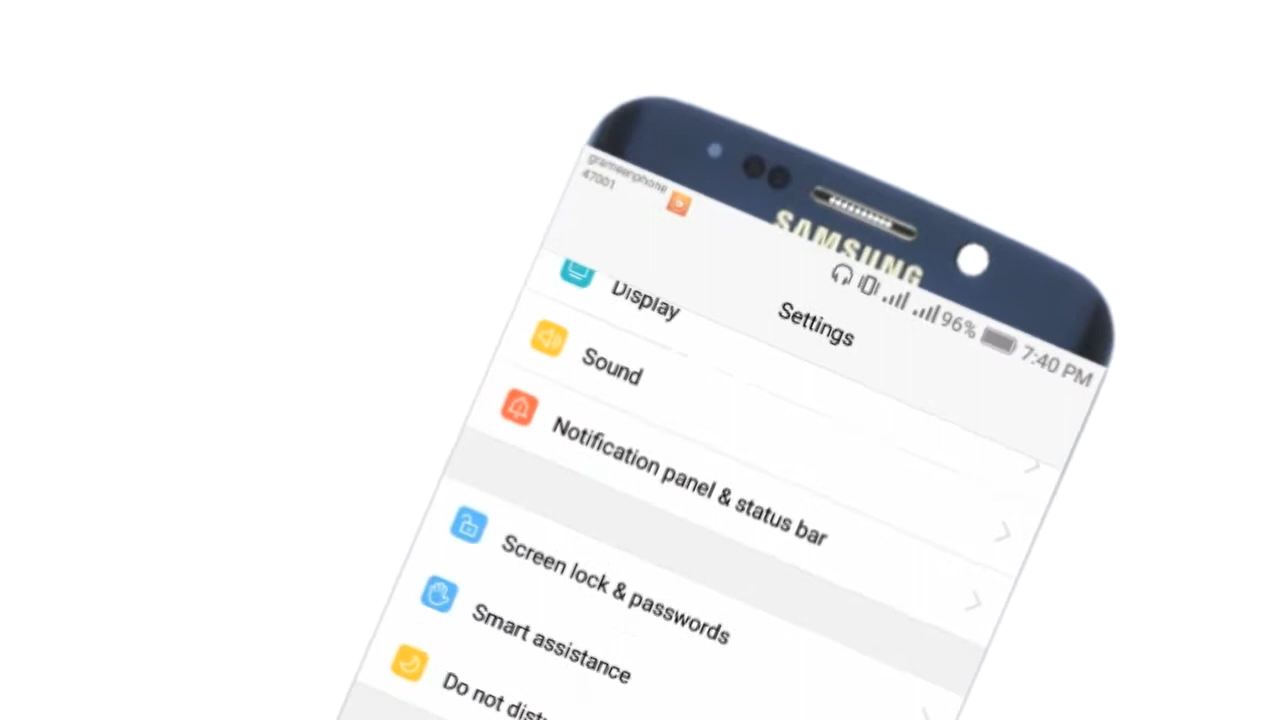 SAMSUNG
grameenphone
47001
96% 7:40 PM
Settings
Display
Sound
Notification panel & status bar
Screen lock & passwords
Smart assistance
Do not dist